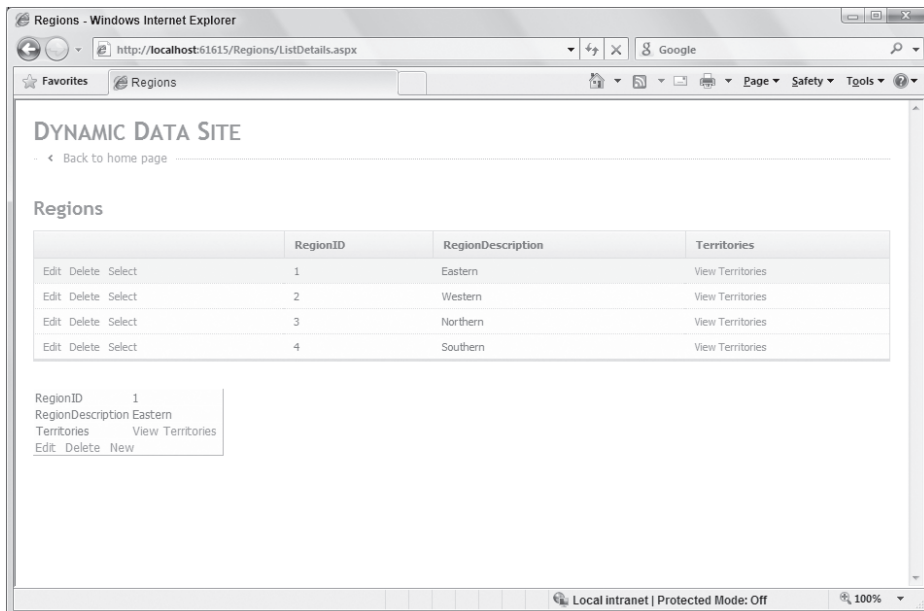 Regions - Windows Internet Explorer
http://localhost:61615/Regions/ListDetails.aspx
Google
Favorites
Regions
Page Safety Tools
DYNAMIC DATA SITE
Back to home page
Regions
RegionID RegionDescription Territories
Edit Delete Select 1 Eastern View Territories
Edit Delete Select 2 Western View Territories
Edit Delete Select 3 Northern View Territories
Edit Delete Select 4 Southern View Territories
RegionID 1
RegionDescription Eastern
Territories View Territories
Edit Delete New
Local intranet | Protected Mode: Off 100%